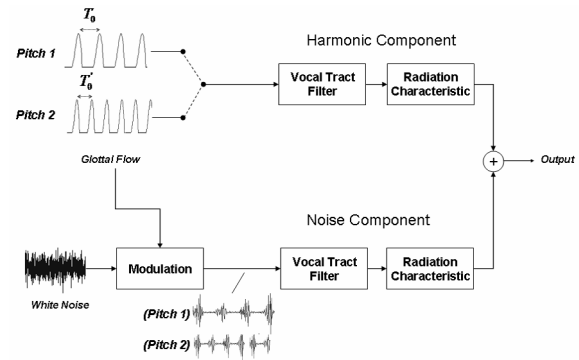 T₀
Pitch 1
Harmonic Component
T₀'
Vocal Tract
Filter
Radiation
Characteristic
Pitch 2
+
Output
Glottal Flow
Noise Component
Modulation
Vocal Tract
Filter
Radiation
Characteristic
White Noise
(Pitch 1)
(Pitch 2)